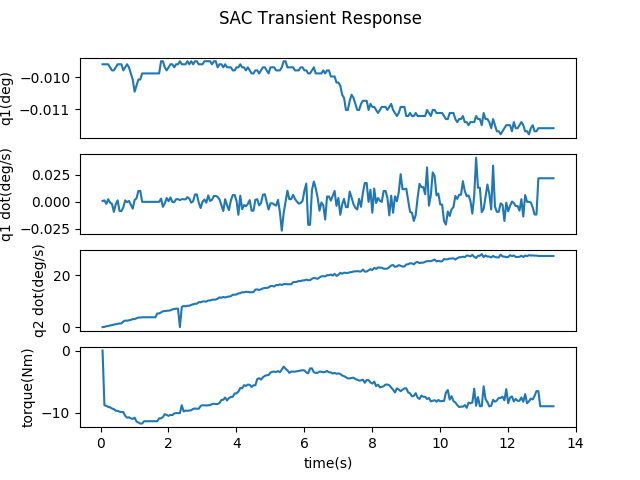 SAC Transient Response
q1(deg)
−0.010
−0.011
q1 dot(deg/s)
0.025
0.000
−0.025
q2 dot(deg/s)
20
0
torque(Nm)
0
−10
0 2 4 6 8 10 12 14
time(s)